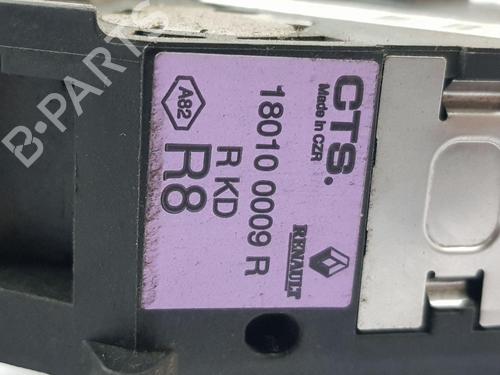 CTS.
Made in CZR
18010 0009 R
R KD
R8
A82
RENAULT
B-PARTS